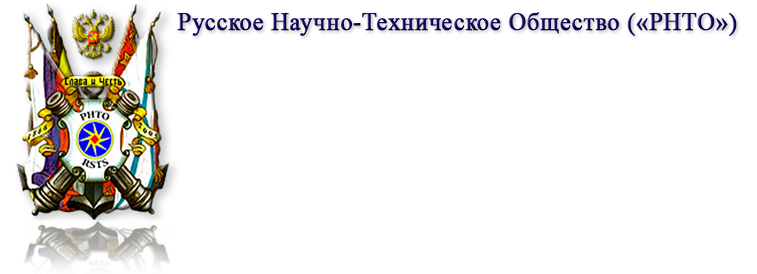 Русское Научно-Техническое Общество («РНТО»)
Слава и Честь
РНТО
RSTS